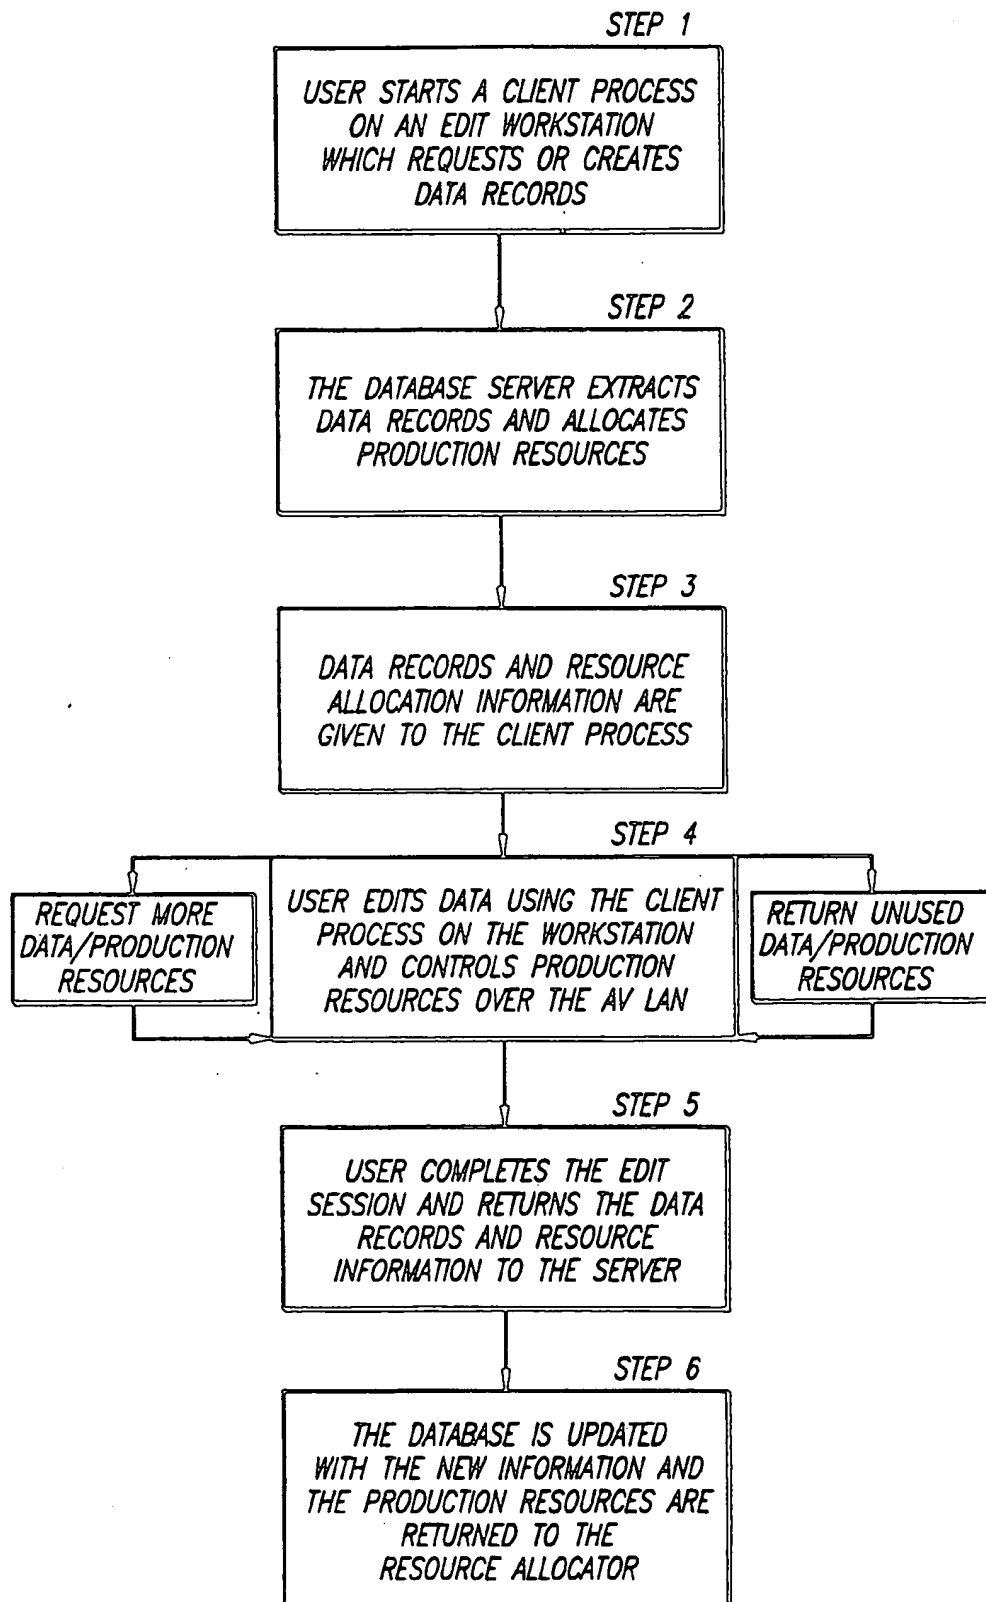 STEP 1
USER STARTS A CLIENT PROCESS
ON AN EDIT WORKSTATION
WHICH REQUESTS OR CREATES
DATA RECORDS
STEP 2
THE DATABASE SERVER EXTRACTS
DATA RECORDS AND ALLOCATES
PRODUCTION RESOURCES
STEP 3
DATA RECORDS AND RESOURCE
ALLOCATION INFORMATION ARE
GIVEN TO THE CLIENT PROCESS
STEP 4
REQUEST MORE
DATA/PRODUCTION
RESOURCES
USER EDITS DATA USING THE CLIENT
PROCESS ON THE WORKSTATION
AND CONTROLS PRODUCTION
RESOURCES OVER THE AV LAN
RETURN UNUSED
DATA/PRODUCTION
RESOURCES
STEP 5
USER COMPLETES THE EDIT
SESSION AND RETURNS THE DATA
RECORDS AND RESOURCE
INFORMATION TO THE SERVER
STEP 6
THE DATABASE IS UPDATED
WITH THE NEW INFORMATION AND
THE PRODUCTION RESOURCES ARE
RETURNED TO THE
RESOURCE ALLOCATOR